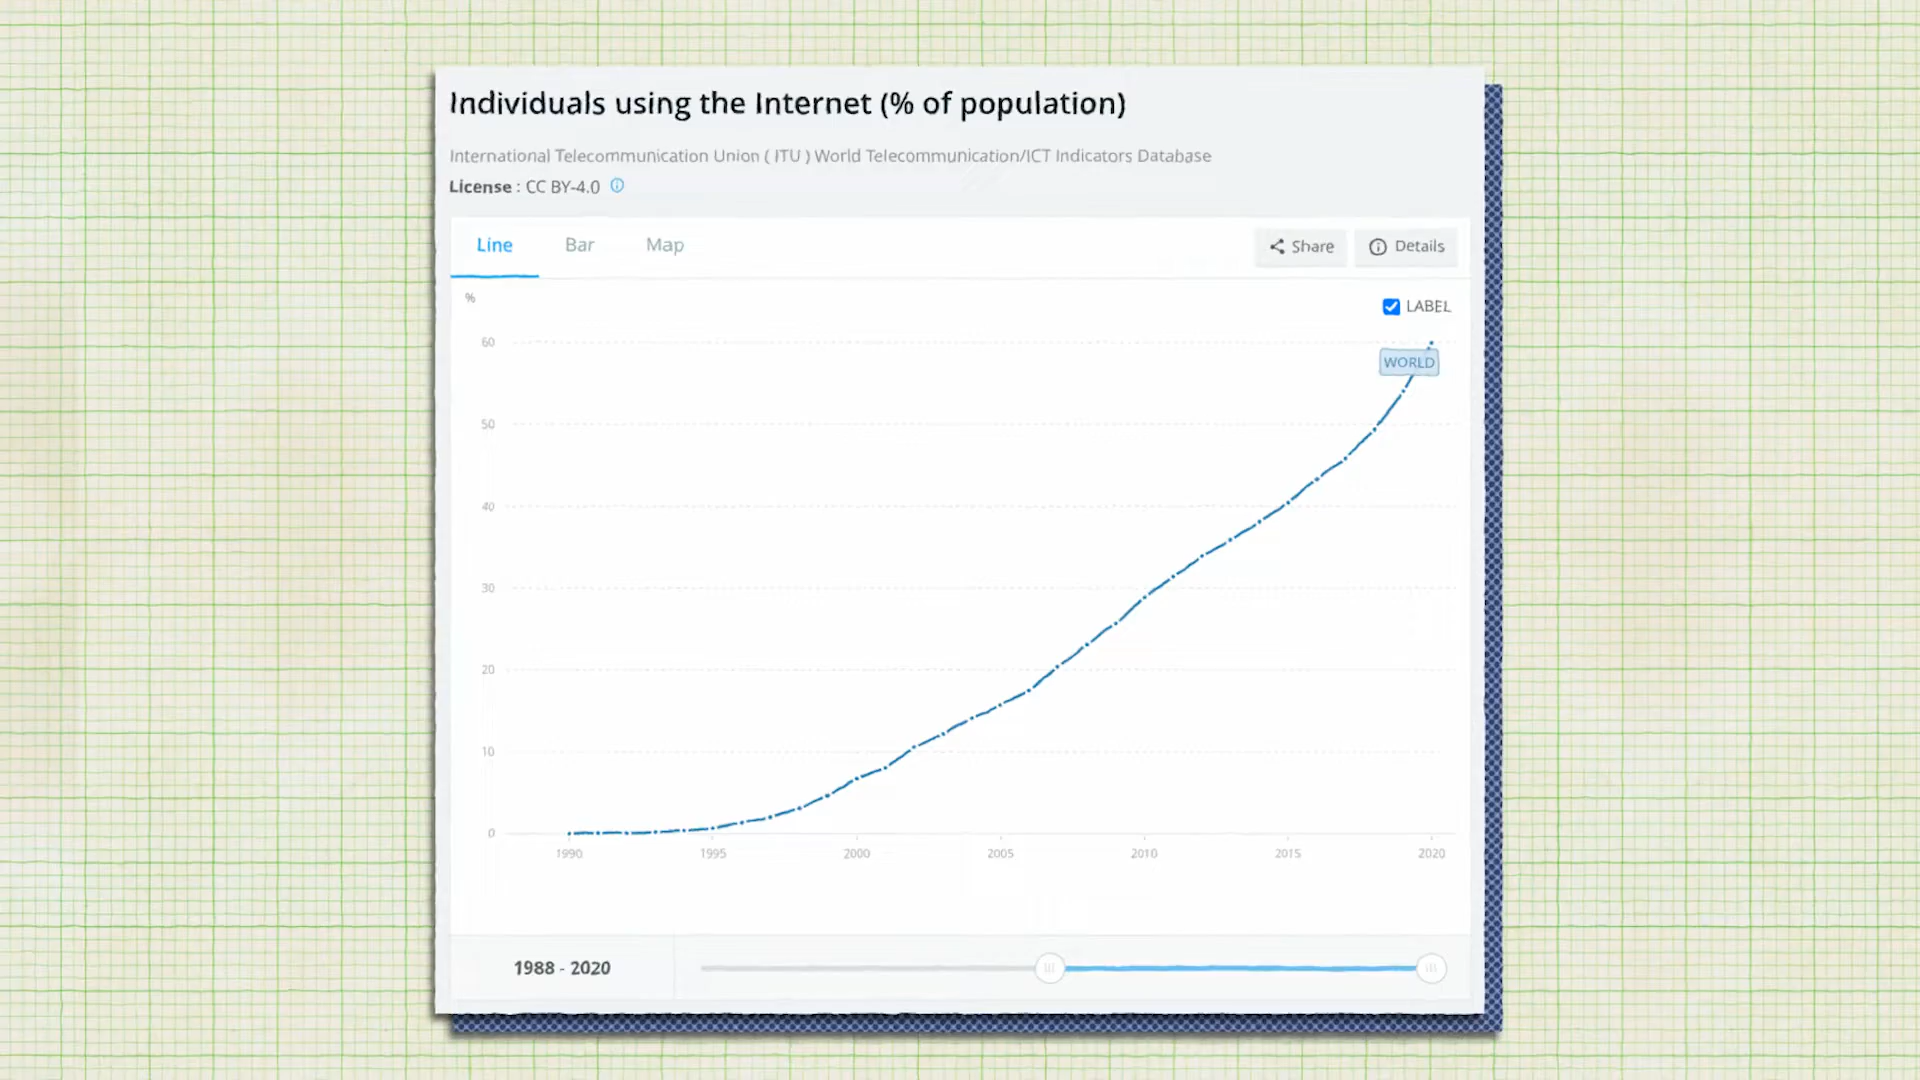 Individuals using the Internet (% of population)
International Telecommunication Union ( ITU ) World Telecommunication/ICT Indicators Database
License : CC BY-4.0
Line Bar Map Share Details
% LABEL
60
WORLD
50
40
30
20
10
0
1990 1995 2000 2005 2010 2015 2020
1988 - 2020